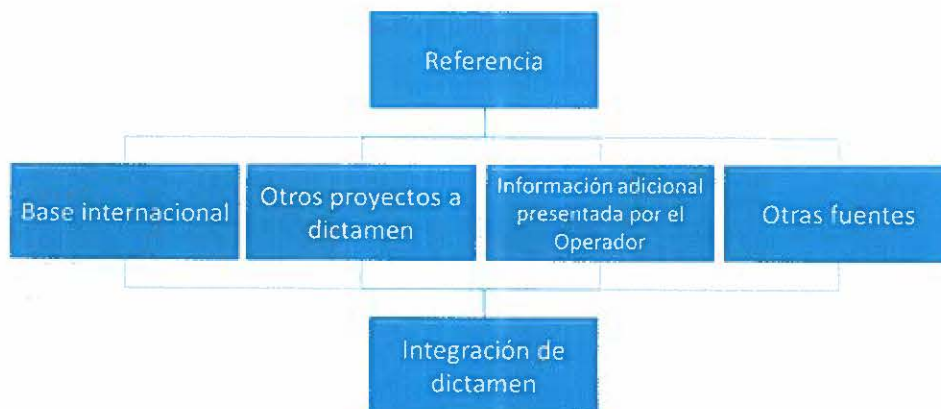 Referencia
Base internacional
Otros proyectos a
dictamen
Información adicional
presentada por el
Operador
Otras fuentes
Integración de
dictamen